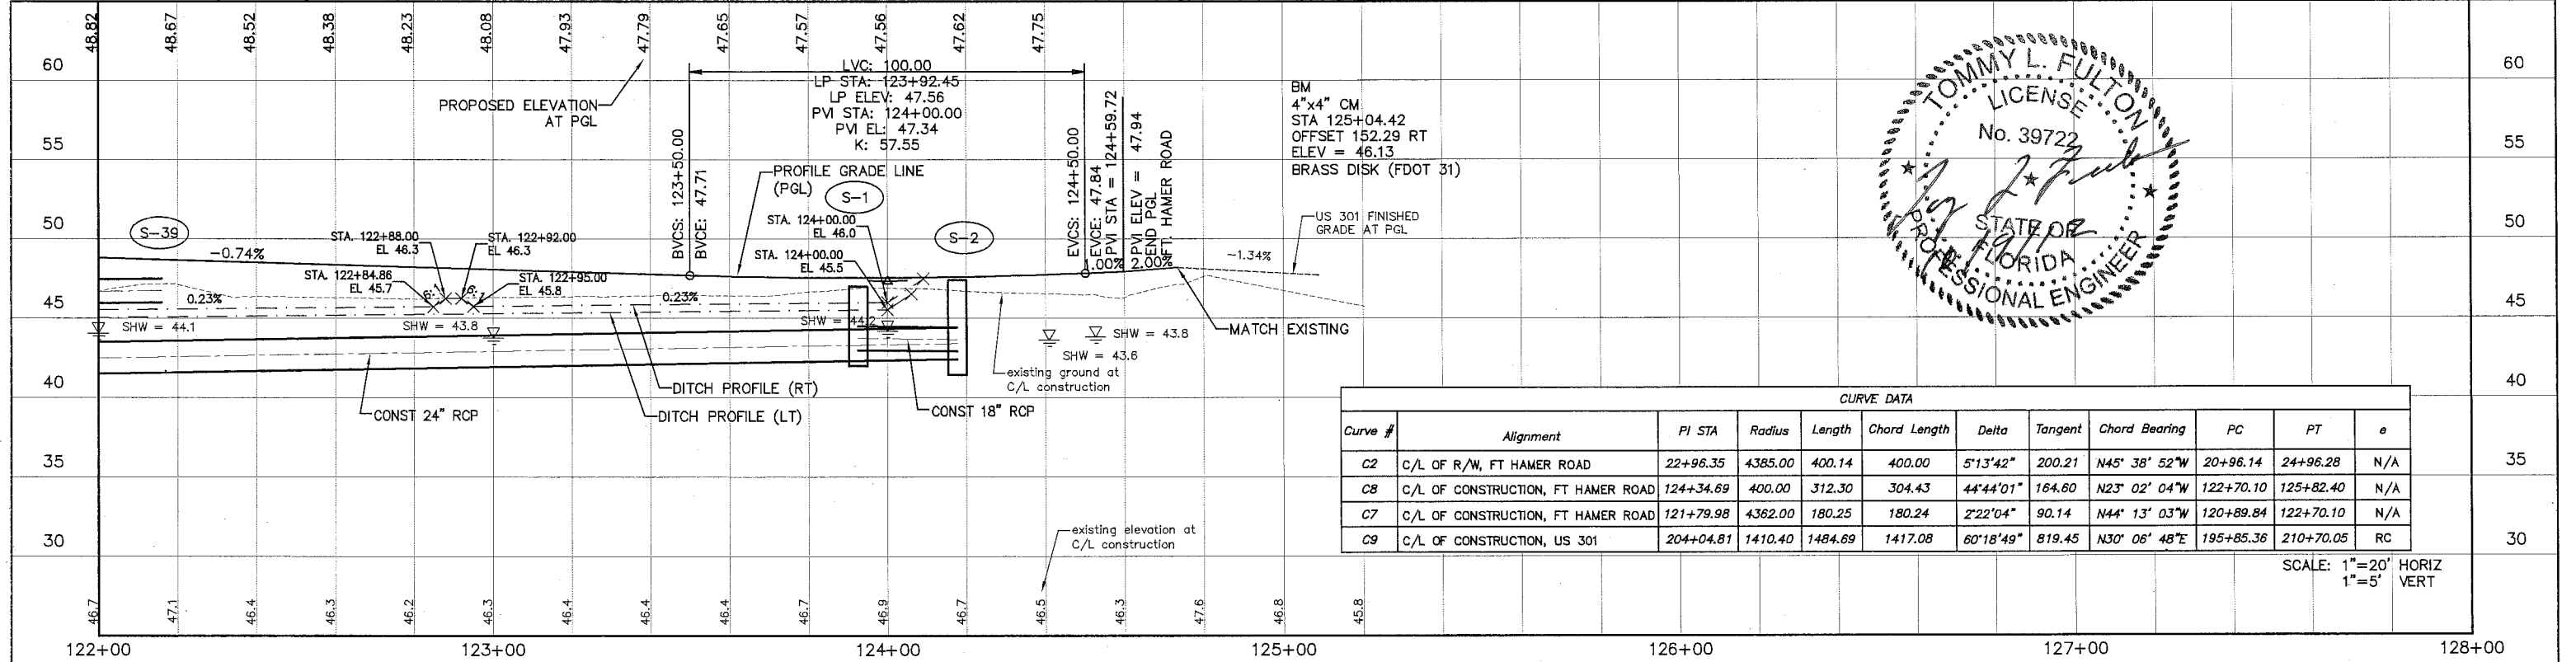 48.82 48.67 48.52 48.38 48.23 48.08 47.93 47.79 47.65 47.57 47.56 47.62 47.75
60
55
50
45
40
35
30
PROPOSED ELEVATION
AT PGL
LVC: 100.00
LP STA: 123+92.45
LP ELEV: 47.56
PVI STA: 124+00.00
PVI EL: 47.34
K: 57.55
BVCS: 123+50.00
BVCE: 47.71
PROFILE GRADE LINE
(PGL)
S-1
STA. 124+00.00
EL 46.0
STA. 124+00.00
EL 45.5
S-2
EVCS: 124+50.00
EVCE: 47.84
PVI STA = 124+59.72
PVI ELEV = 47.94
END PGL
FT. HAMER ROAD
1.00% 2.00%
BM
4"x4" CM
STA 125+04.42
OFFSET 152.29 RT
ELEV = 46.13
BRASS DISK (FDOT 31)
US 301 FINISHED
GRADE AT PGL
-1.34%
MATCH EXISTING
S-39
-0.74%
STA. 122+88.00
EL 46.3
STA. 122+92.00
EL 46.3
STA. 122+84.86
EL 45.7
STA. 122+95.00
EL 45.8
6:1
6:1
0.23%
0.23%
SHW = 44.1
SHW = 43.8
SHW = 44.2
SHW = 43.8
SHW = 43.6
existing ground at
C/L construction
DITCH PROFILE (RT)
DITCH PROFILE (LT)
CONST 24" RCP
CONST 18" RCP
existing elevation at
C/L construction
TOMMY L. FULTON
LICENSE
No. 39722
STATE OF
FLORIDA
PROFESSIONAL ENGINEER
60
55
50
45
40
35
30
CURVE DATA
Curve # Alignment PI STA Radius Length Chord Length Delta Tangent Chord Bearing PC PT e
C2 C/L OF R/W, FT HAMER ROAD 22+96.35 4385.00 400.14 400.00 5°13'42" 200.21 N45° 38' 52"W 20+96.14 24+96.28 N/A
C8 C/L OF CONSTRUCTION, FT HAMER ROAD 124+34.69 400.00 312.30 304.43 44°44'01" 164.60 N23° 02' 04"W 122+70.10 125+82.40 N/A
C7 C/L OF CONSTRUCTION, FT HAMER ROAD 121+79.98 4362.00 180.25 180.24 2°22'04" 90.14 N44° 13' 03"W 120+89.84 122+70.10 N/A
C9 C/L OF CONSTRUCTION, US 301 204+04.81 1410.40 1484.69 1417.08 60°18'49" 819.45 N30° 06' 48"E 195+85.36 210+70.05 RC
SCALE: 1"=20' HORIZ
1"=5' VERT
46.7 47.1 46.4 46.3 46.2 46.3 46.4 46.4 46.4 46.7 46.9 46.7 46.5 46.3 47.6 46.8 45.8
122+00 123+00 124+00 125+00 126+00 127+00 128+00